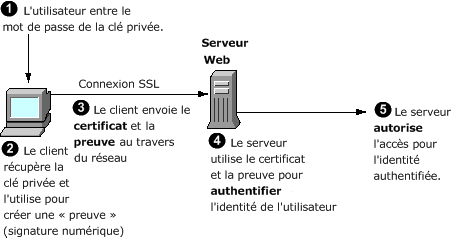 1 L'utilisateur entre le
mot de passe de la clé privée.
Serveur
Web
Connexion SSL
3 Le client envoie le
certificat et la
preuve au travers
du réseau
5 Le serveur
autorise
l'accès pour
l'identité
authentifiée.
2 Le client
récupère la
clé privée et
l'utilise pour
créer une « preuve »
(signature numérique)
4 Le serveur
utilise le certificat
et la preuve pour
authentifier
l'identité de l'utilisateur